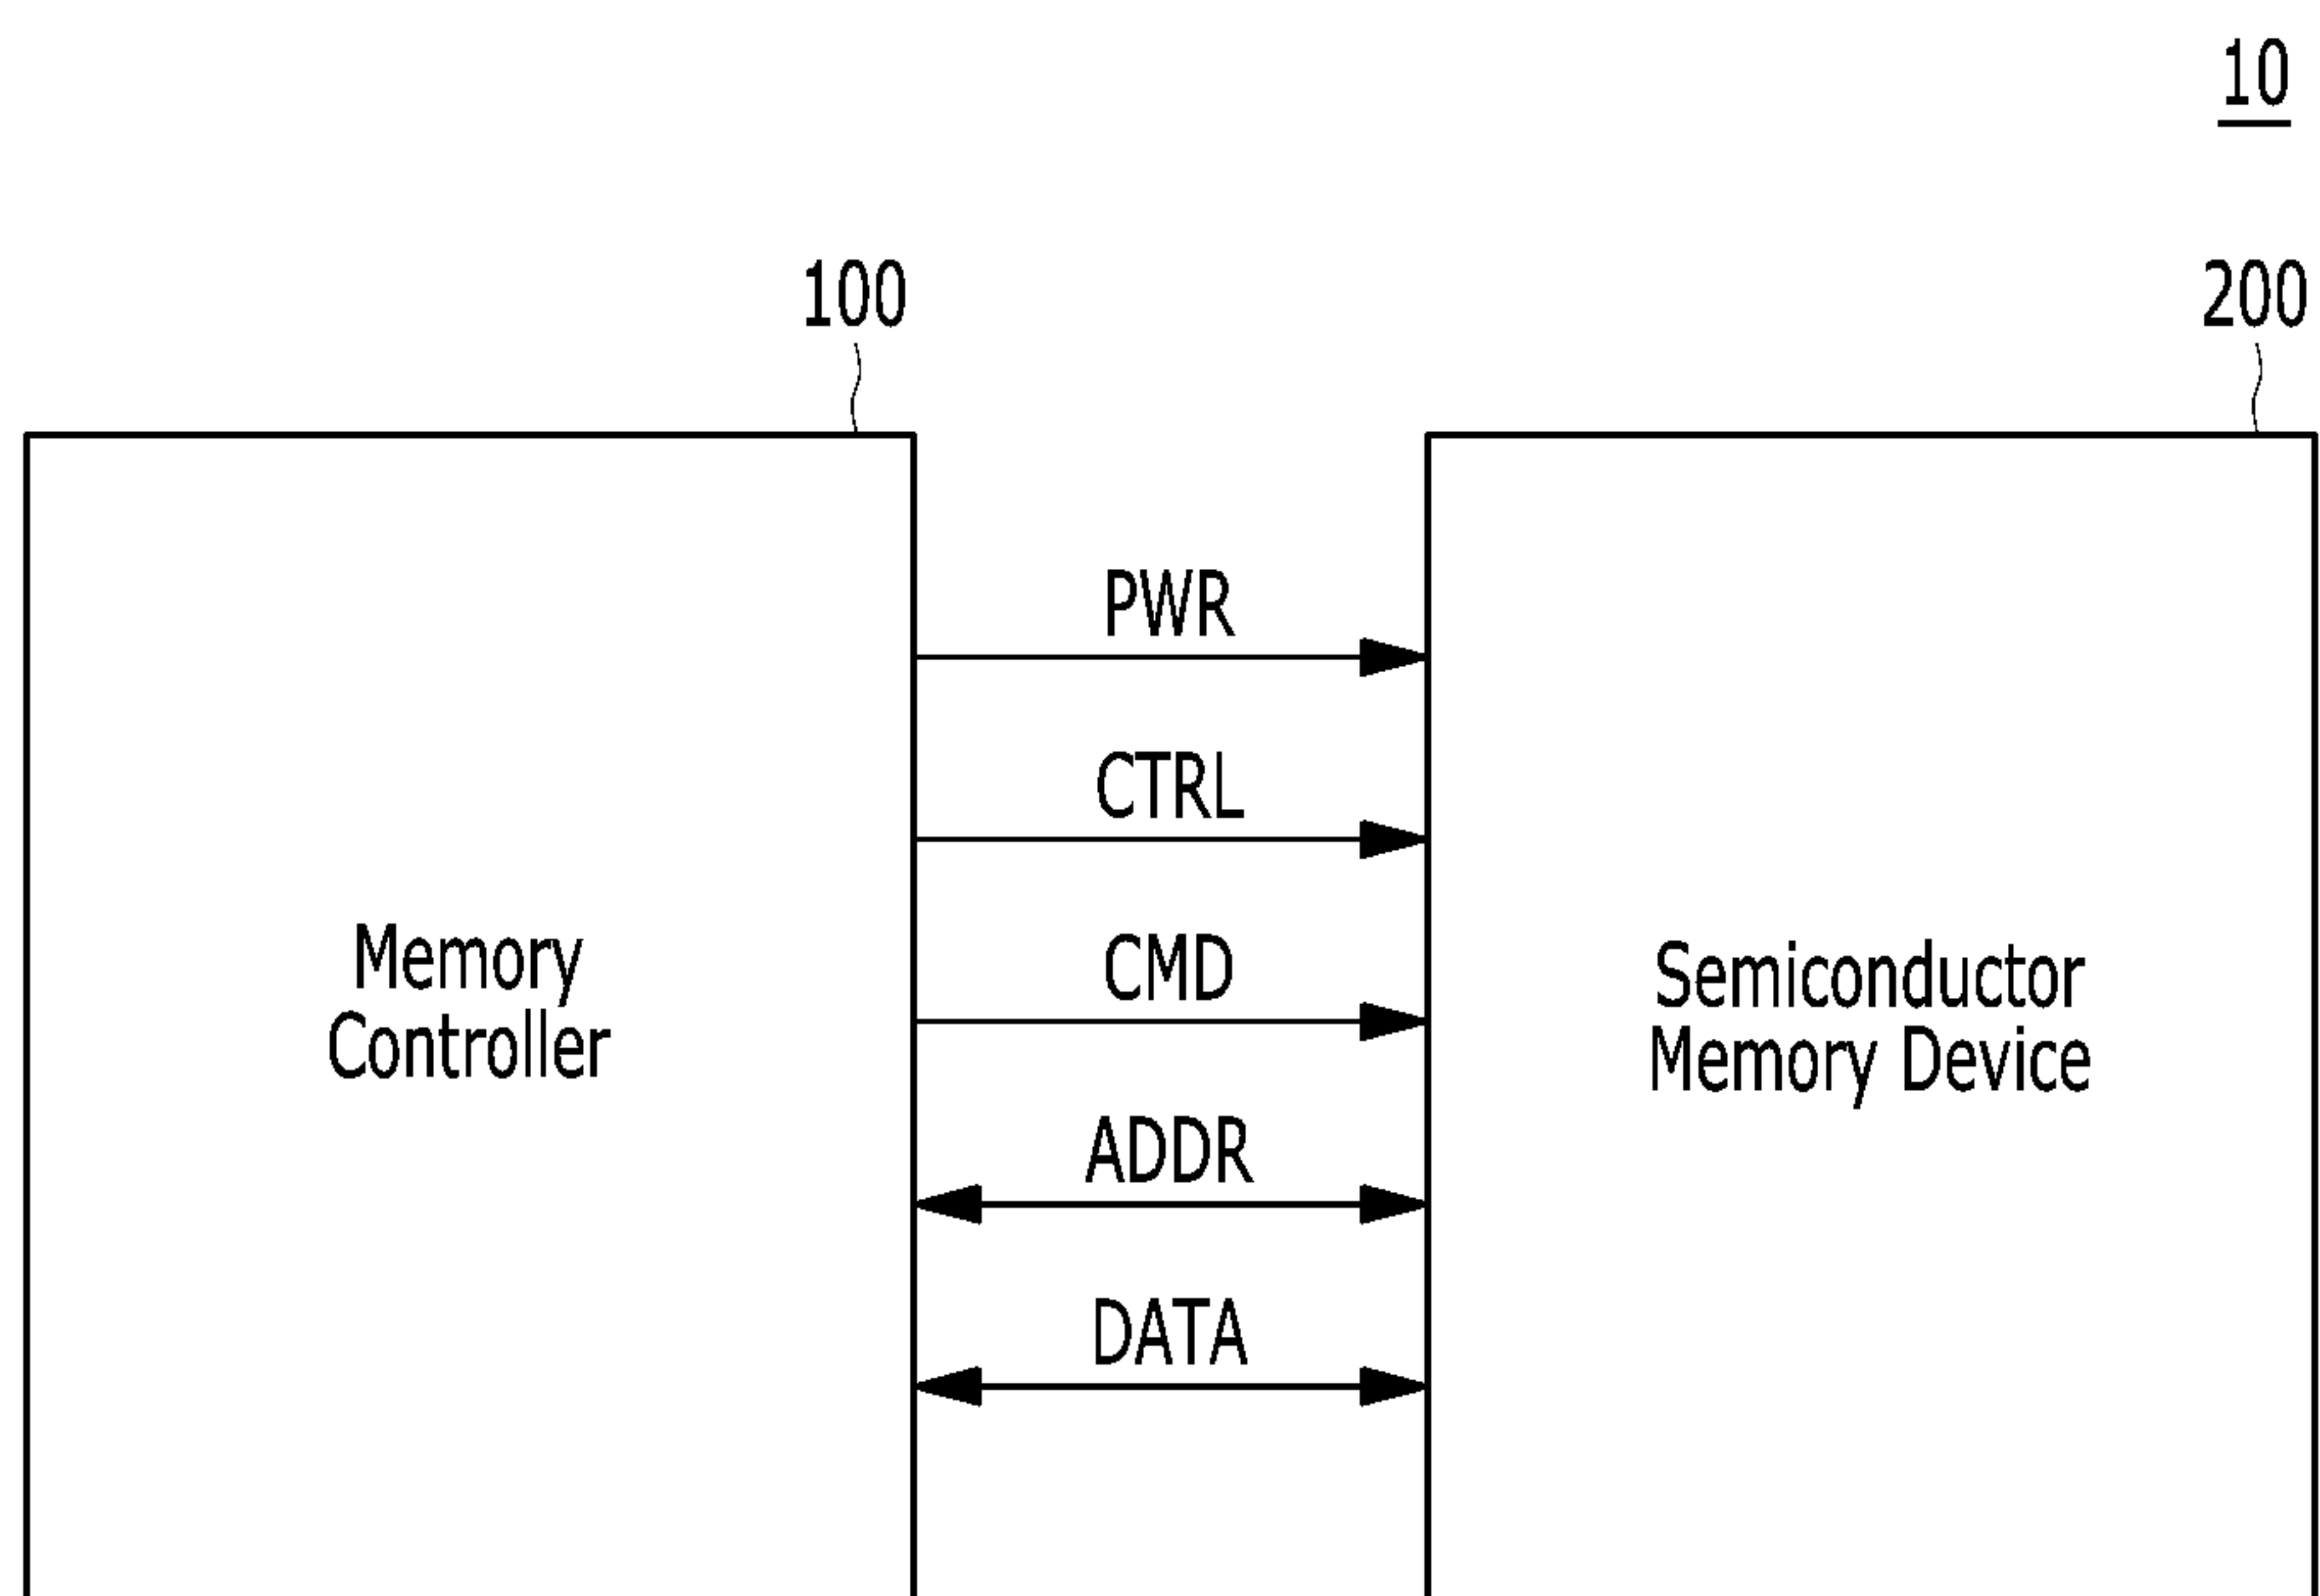 10
100
200
PWR
CTRL
Memory
Controller
CMD
Semiconductor
Memory Device
ADDR
DATA